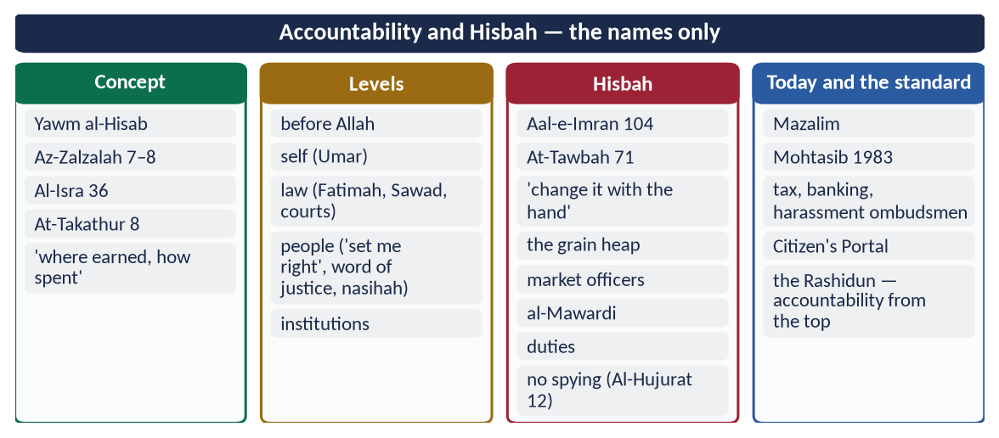 Accountability and Hisbah — the names only
Concept
Yawm al-Hisab
Az-Zalzalah 7–8
Al-Isra 36
At-Takathur 8
'where earned, how
spent'
Levels
before Allah
self (Umar)
law (Fatimah, Sawad,
courts)
people ('set me
right', word of
justice, nasihah)
institutions
Hisbah
Aal-e-Imran 104
At-Tawbah 71
'change it with the
hand'
the grain heap
market officers
al-Mawardi
duties
no spying (Al-Hujurat
12)
Today and the standard
Mazalim
Mohtasib 1983
tax, banking,
harassment ombudsmen
Citizen's Portal
the Rashidun —
accountability from
the top